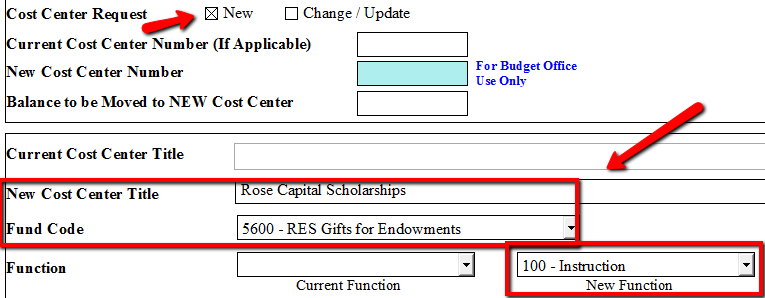 Cost Center Request New Change / Update
Current Cost Center Number (If Applicable)
New Cost Center Number For Budget Office
Use Only
Balance to be Moved to NEW Cost Center
Current Cost Center Title
New Cost Center Title Rose Capital Scholarships
Fund Code 5600 - RES Gifts for Endowments
Function 100 - Instruction
Current Function New Function